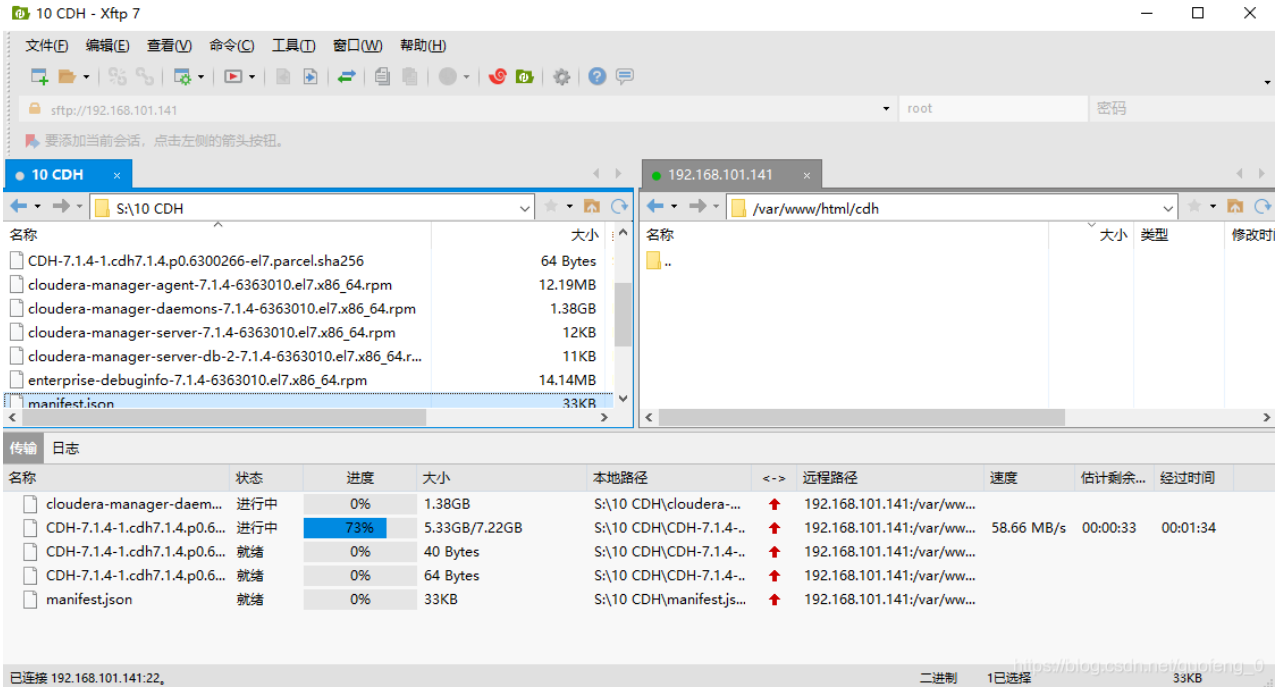 10 CDH - Xftp 7
文件(F) 编辑(E) 查看(V) 命令(C) 工具(T) 窗口(W) 帮助(H)
sftp://192.168.101.141 root 密码
要添加当前会话，点击左侧的箭头按钮。
10 CDH × 192.168.101.141 ×
S:\10 CDH /var/www/html/cdh
名称 大小 名称 大小 类型 修改时
CDH-7.1.4-1.cdh7.1.4.p0.6300266-el7.parcel.sha256 64 Bytes ..
cloudera-manager-agent-7.1.4-6363010.el7.x86_64.rpm 12.19MB
cloudera-manager-daemons-7.1.4-6363010.el7.x86_64.rpm 1.38GB
cloudera-manager-server-7.1.4-6363010.el7.x86_64.rpm 12KB
cloudera-manager-server-db-2-7.1.4-6363010.el7.x86_64.r... 11KB
enterprise-debuginfo-7.1.4-6363010.el7.x86_64.rpm 14.14MB
manifest.json 33KB
传输 日志
名称 状态 进度 大小 本地路径 <-> 远程路径 速度 估计剩余... 经过时间
cloudera-manager-daem... 进行中 0% 1.38GB S:\10 CDH\cloudera-... 192.168.101.141:/var/ww...
CDH-7.1.4-1.cdh7.1.4.p0.6... 进行中 73% 5.33GB/7.22GB S:\10 CDH\CDH-7.1.4-.. 192.168.101.141:/var/ww... 58.66 MB/s 00:00:33 00:01:34
CDH-7.1.4-1.cdh7.1.4.p0.6... 就绪 0% 40 Bytes S:\10 CDH\CDH-7.1.4-.. 192.168.101.141:/var/ww...
CDH-7.1.4-1.cdh7.1.4.p0.6... 就绪 0% 64 Bytes S:\10 CDH\CDH-7.1.4-.. 192.168.101.141:/var/ww...
manifest.json 就绪 0% 33KB S:\10 CDH\manifest.js... 192.168.101.141:/var/ww...
https://blog.csdn.net/guofeng_0
已连接 192.168.101.141:22。 二进制 1已选择 33KB